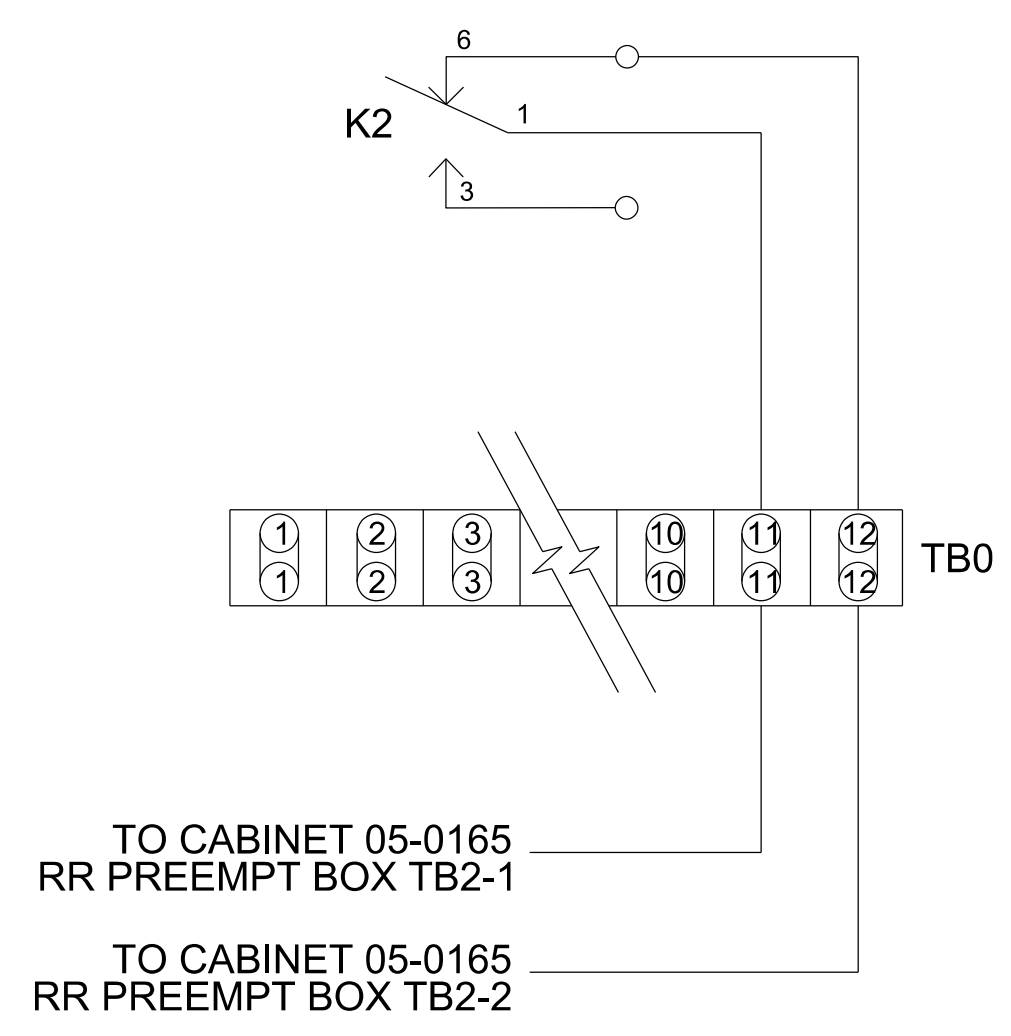 6
K2
1
3
1 2 3 10 11 12
1 2 3 10 11 12
TB0
TO CABINET 05-0165
RR PREEMPT BOX TB2-1
TO CABINET 05-0165
RR PREEMPT BOX TB2-2